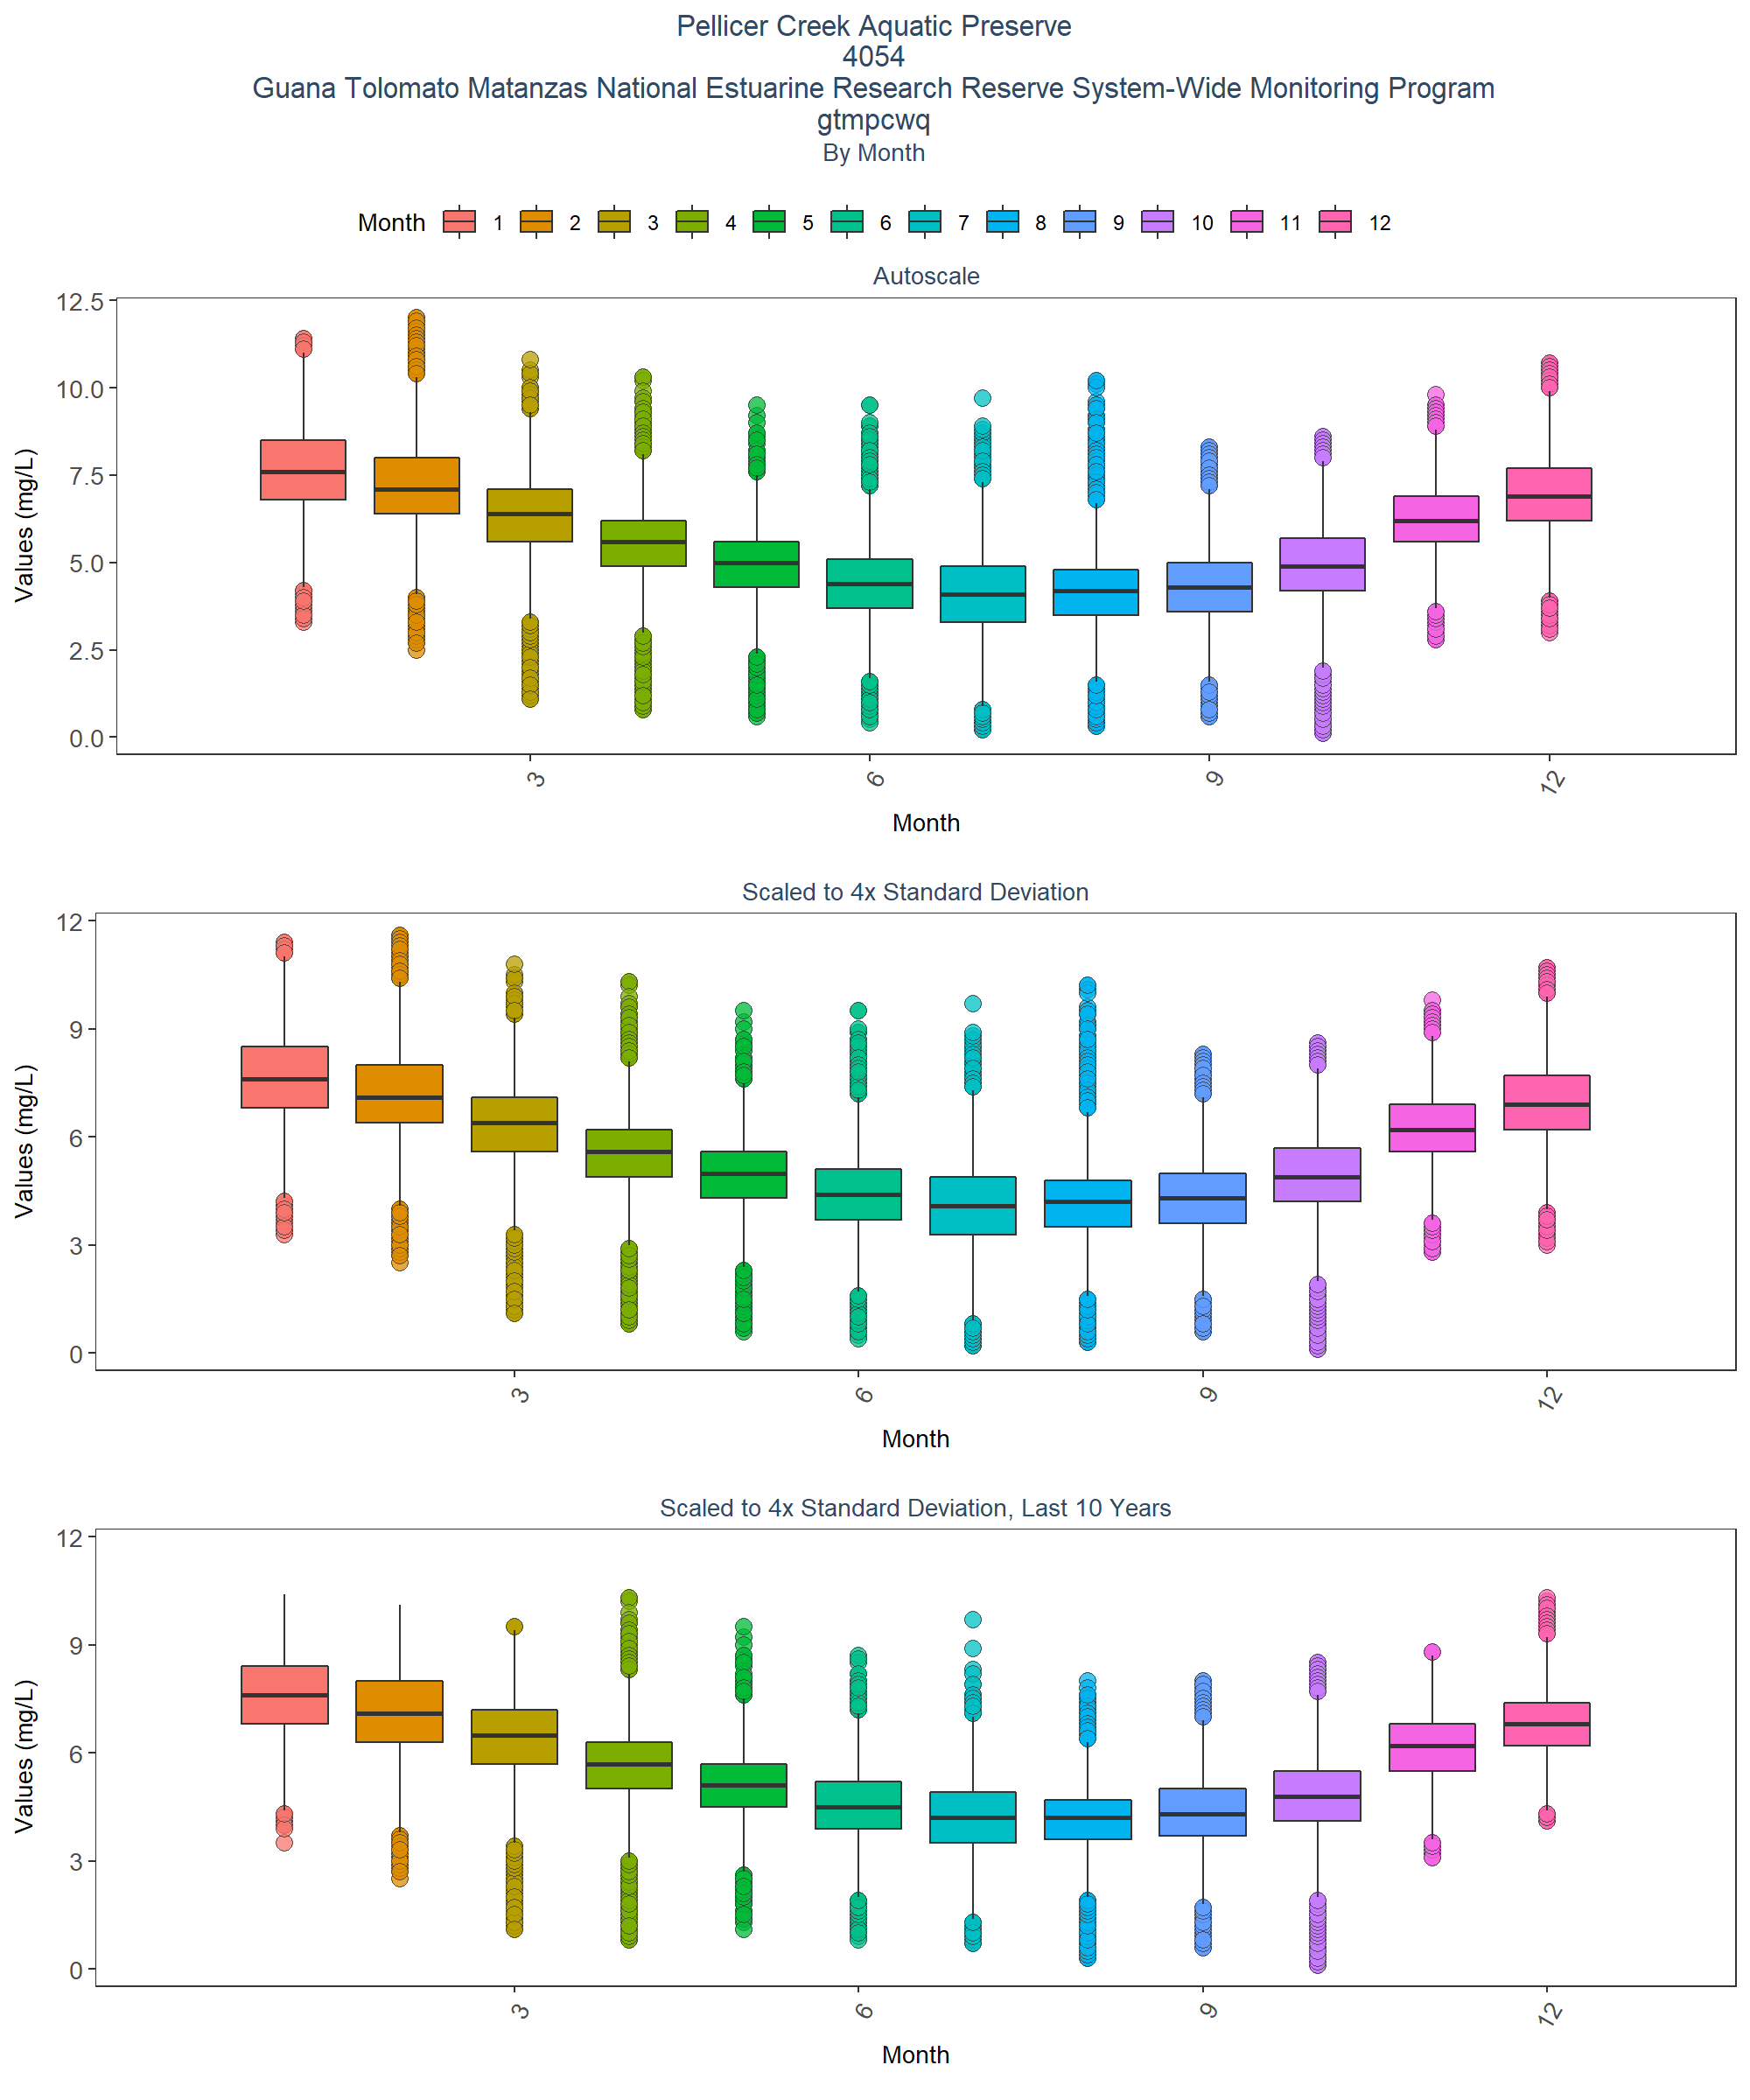 Pellicer Creek Aquatic Preserve
4054
Guana Tolomato Matanzas National Estuarine Research Reserve System-Wide Monitoring Program
gtmpcwq
By Month
Month 1 2 3 4 5 6 7 8 9 10 11 12
Autoscale
Values (mg/L)
12.5
10.0
7.5
5.0
2.5
0.0
3 6 9 12
Month
Scaled to 4x Standard Deviation
Values (mg/L)
12
9
6
3
0
3 6 9 12
Month
Scaled to 4x Standard Deviation, Last 10 Years
Values (mg/L)
12
9
6
3
0
3 6 9 12
Month